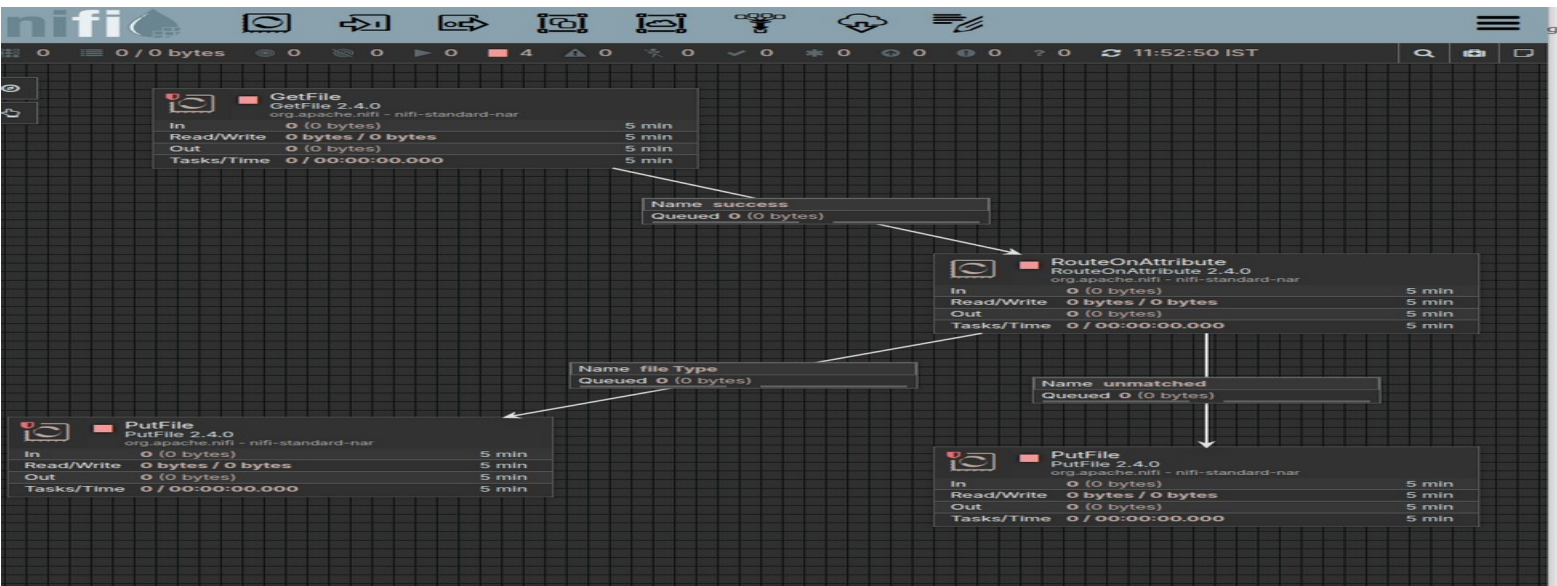 nifi
0 0 / 0 bytes 0 0 0 4 0 0 0 0 0 0 ? 0 11:52:50 IST
GetFile
GetFile 2.4.0
org.apache.nifi - nifi-standard-nar
In 0 (0 bytes) 5 min
Read/Write 0 bytes / 0 bytes 5 min
Out 0 (0 bytes) 5 min
Tasks/Time 0 / 00:00:00.000 5 min
Name success
Queued 0 (0 bytes)
RouteOnAttribute
RouteOnAttribute 2.4.0
org.apache.nifi - nifi-standard-nar
In 0 (0 bytes) 5 min
Read/Write 0 bytes / 0 bytes 5 min
Out 0 (0 bytes) 5 min
Tasks/Time 0 / 00:00:00.000 5 min
Name file Type
Queued 0 (0 bytes)
Name unmatched
Queued 0 (0 bytes)
PutFile
PutFile 2.4.0
org.apache.nifi - nifi-standard-nar
In 0 (0 bytes) 5 min
Read/Write 0 bytes / 0 bytes 5 min
Out 0 (0 bytes) 5 min
Tasks/Time 0 / 00:00:00.000 5 min
PutFile
PutFile 2.4.0
org.apache.nifi - nifi-standard-nar
In 0 (0 bytes) 5 min
Read/Write 0 bytes / 0 bytes 5 min
Out 0 (0 bytes) 5 min
Tasks/Time 0 / 00:00:00.000 5 min